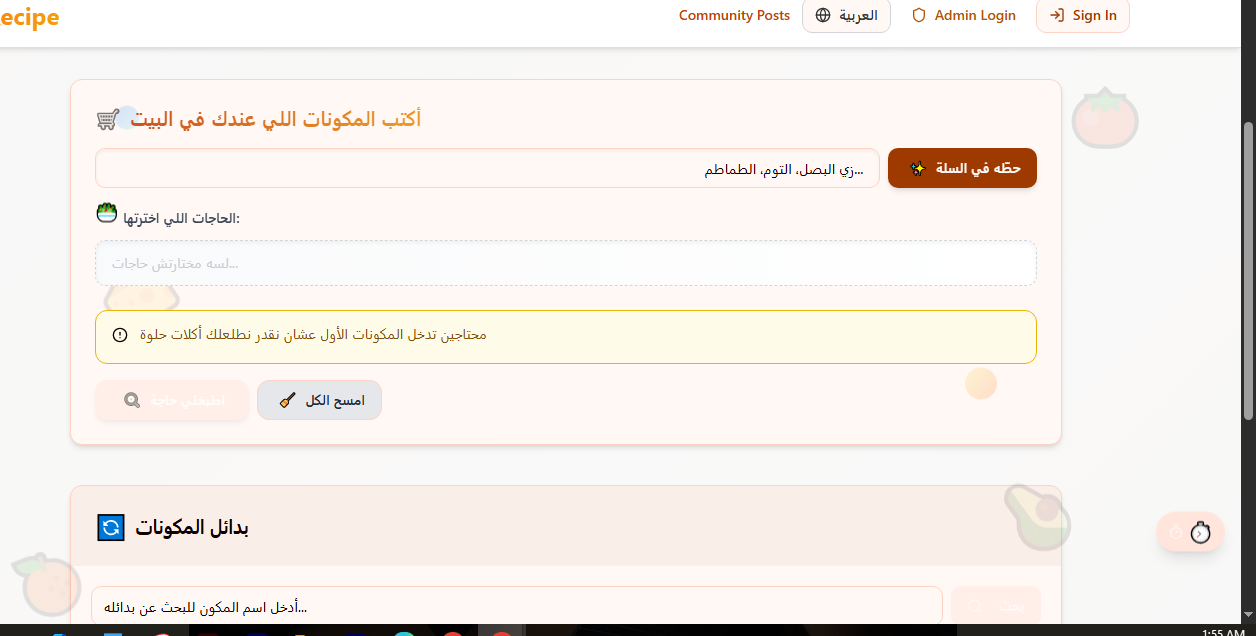 ecipe
Community Posts
العربية
Admin Login
Sign In
أكتب المكونات اللي عندك في البيت
زي البصل، التوم، الطماطم...
حطّه في السلة
الحاجات اللي اخترتها:
لسه مختارتش حاجات...
محتاجين تدخل المكونات الأول عشان نقدر نطلعلك أكلات حلوة
اطبخلي حاجة
امسح الكل
بدائل المكونات
أدخل اسم المكون للبحث عن بدائله...
بحث
1:55 AM